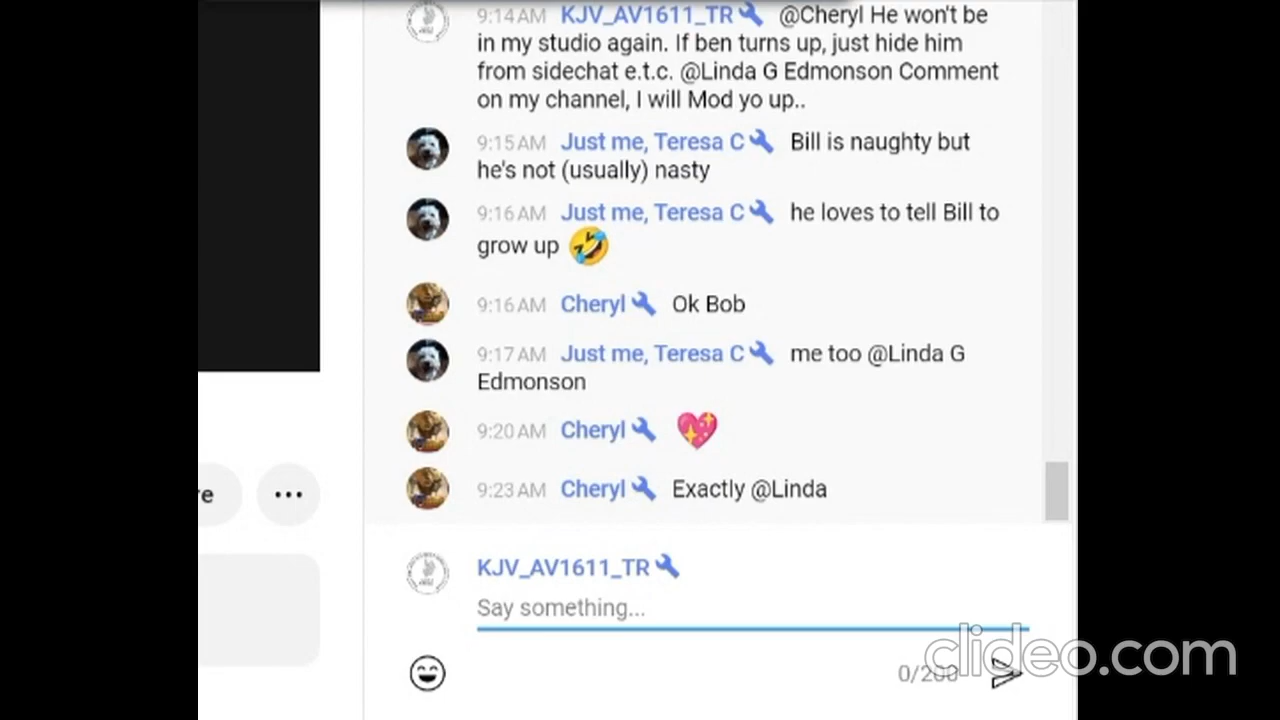 9:14 AM KJV_AV1611_TR @Cheryl He won't be
in my studio again. If ben turns up, just hide him
from sidechat e.t.c. @Linda G Edmonson Comment
on my channel, I will Mod yo up..
9:15 AM Just me, Teresa C Bill is naughty but
he's not (usually) nasty
9:16 AM Just me, Teresa C he loves to tell Bill to
grow up 🤣
9:16 AM Cheryl Ok Bob
9:17 AM Just me, Teresa C me too @Linda G
Edmonson
9:20 AM Cheryl 💖
9:23 AM Cheryl Exactly @Linda
re
KJV_AV1611_TR
Say something...
0/200
clideo.com